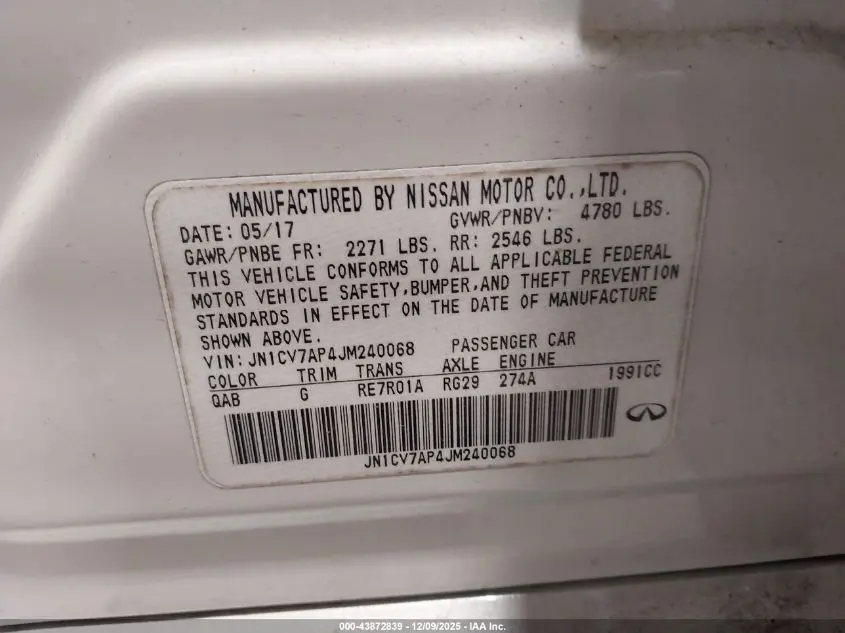 MANUFACTURED BY NISSAN MOTOR CO.,LTD.
DATE: 05/17 GVWR/PNBV: 4780 LBS.
GAWR/PNBE FR: 2271 LBS. RR: 2546 LBS.
THIS VEHICLE CONFORMS TO ALL APPLICABLE FEDERAL
MOTOR VEHICLE SAFETY,BUMPER,AND THEFT PREVENTION
STANDARDS IN EFFECT ON THE DATE OF MANUFACTURE
SHOWN ABOVE.
VIN: JN1CV7AP4JM240068 PASSENGER CAR
COLOR TRIM TRANS AXLE ENGINE
QAB G RE7R01A RG29 274A 1991CC
JN1CV7AP4JM240068
000-43872839 - 12/09/2025 - IAA Inc.